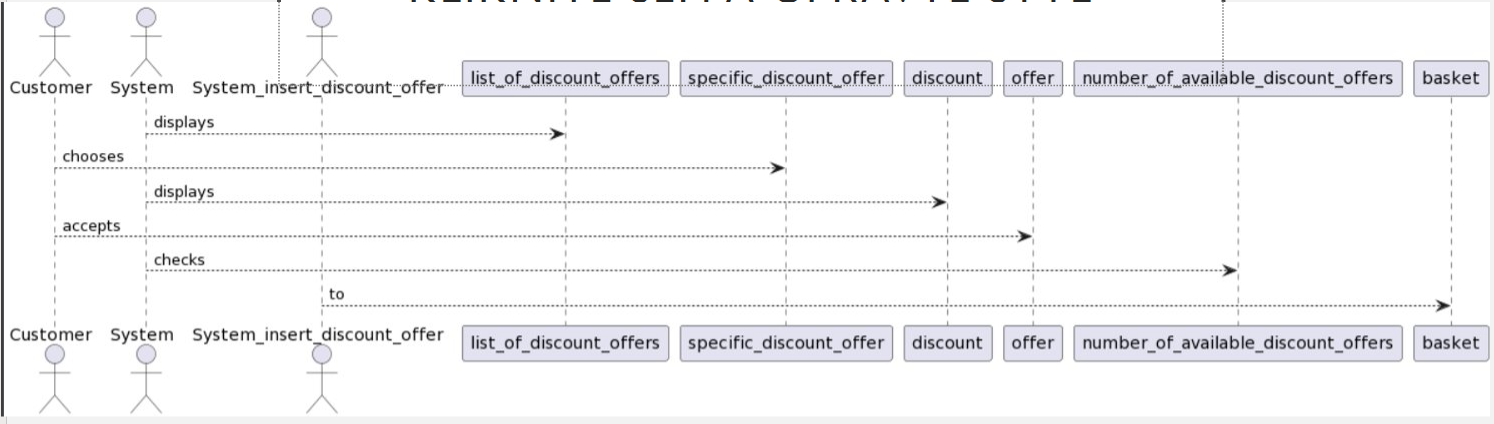 Customer System System_insert_discount_offer list_of_discount_offers specific_discount_offer discount offer number_of_available_discount_offers basket
displays
chooses
displays
accepts
checks
to
Customer System System_insert_discount_offer list_of_discount_offers specific_discount_offer discount offer number_of_available_discount_offers basket